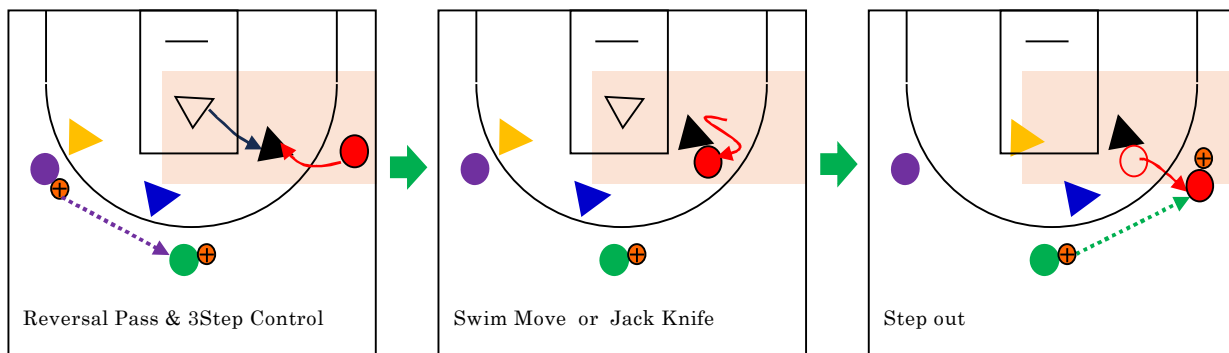 Reversal Pass & 3Step Control
Swim Move or Jack Knife
Step out